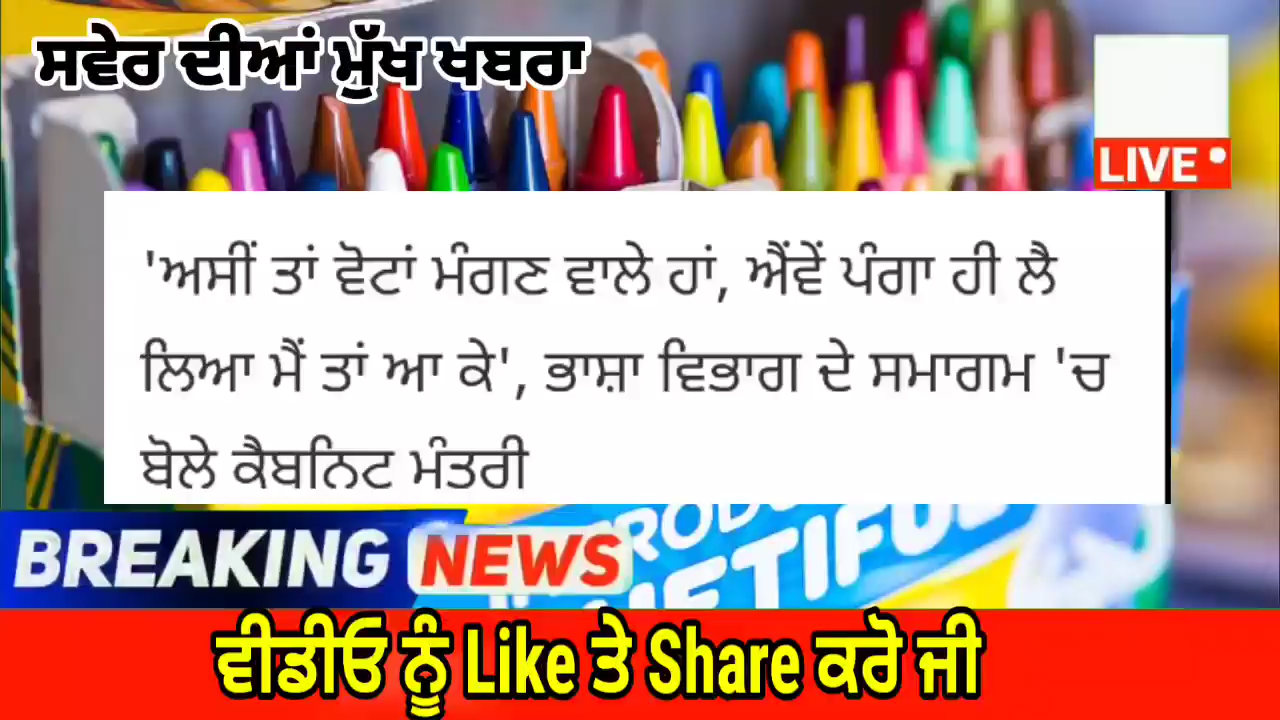 ਸਵੇਰ ਦੀਆਂ ਮੁੱਖ ਖਬਰਾ
LIVE
'ਅਸੀਂ ਤਾਂ ਵੋਟਾਂ ਮੰਗਣ ਵਾਲੇ ਹਾਂ, ਐਂਵੇਂ ਪੰਗਾ ਹੀ ਲੈ
ਲਿਆ ਮੈਂ ਤਾਂ ਆ ਕੇ', ਭਾਸ਼ਾ ਵਿਭਾਗ ਦੇ ਸਮਾਗਮ 'ਚ
ਬੋਲੇ ਕੈਬਨਿਟ ਮੰਤਰੀ
BREAKING NEWS
ਵੀਡੀਓ ਨੂੰ Like ਤੇ Share ਕਰੋ ਜੀ